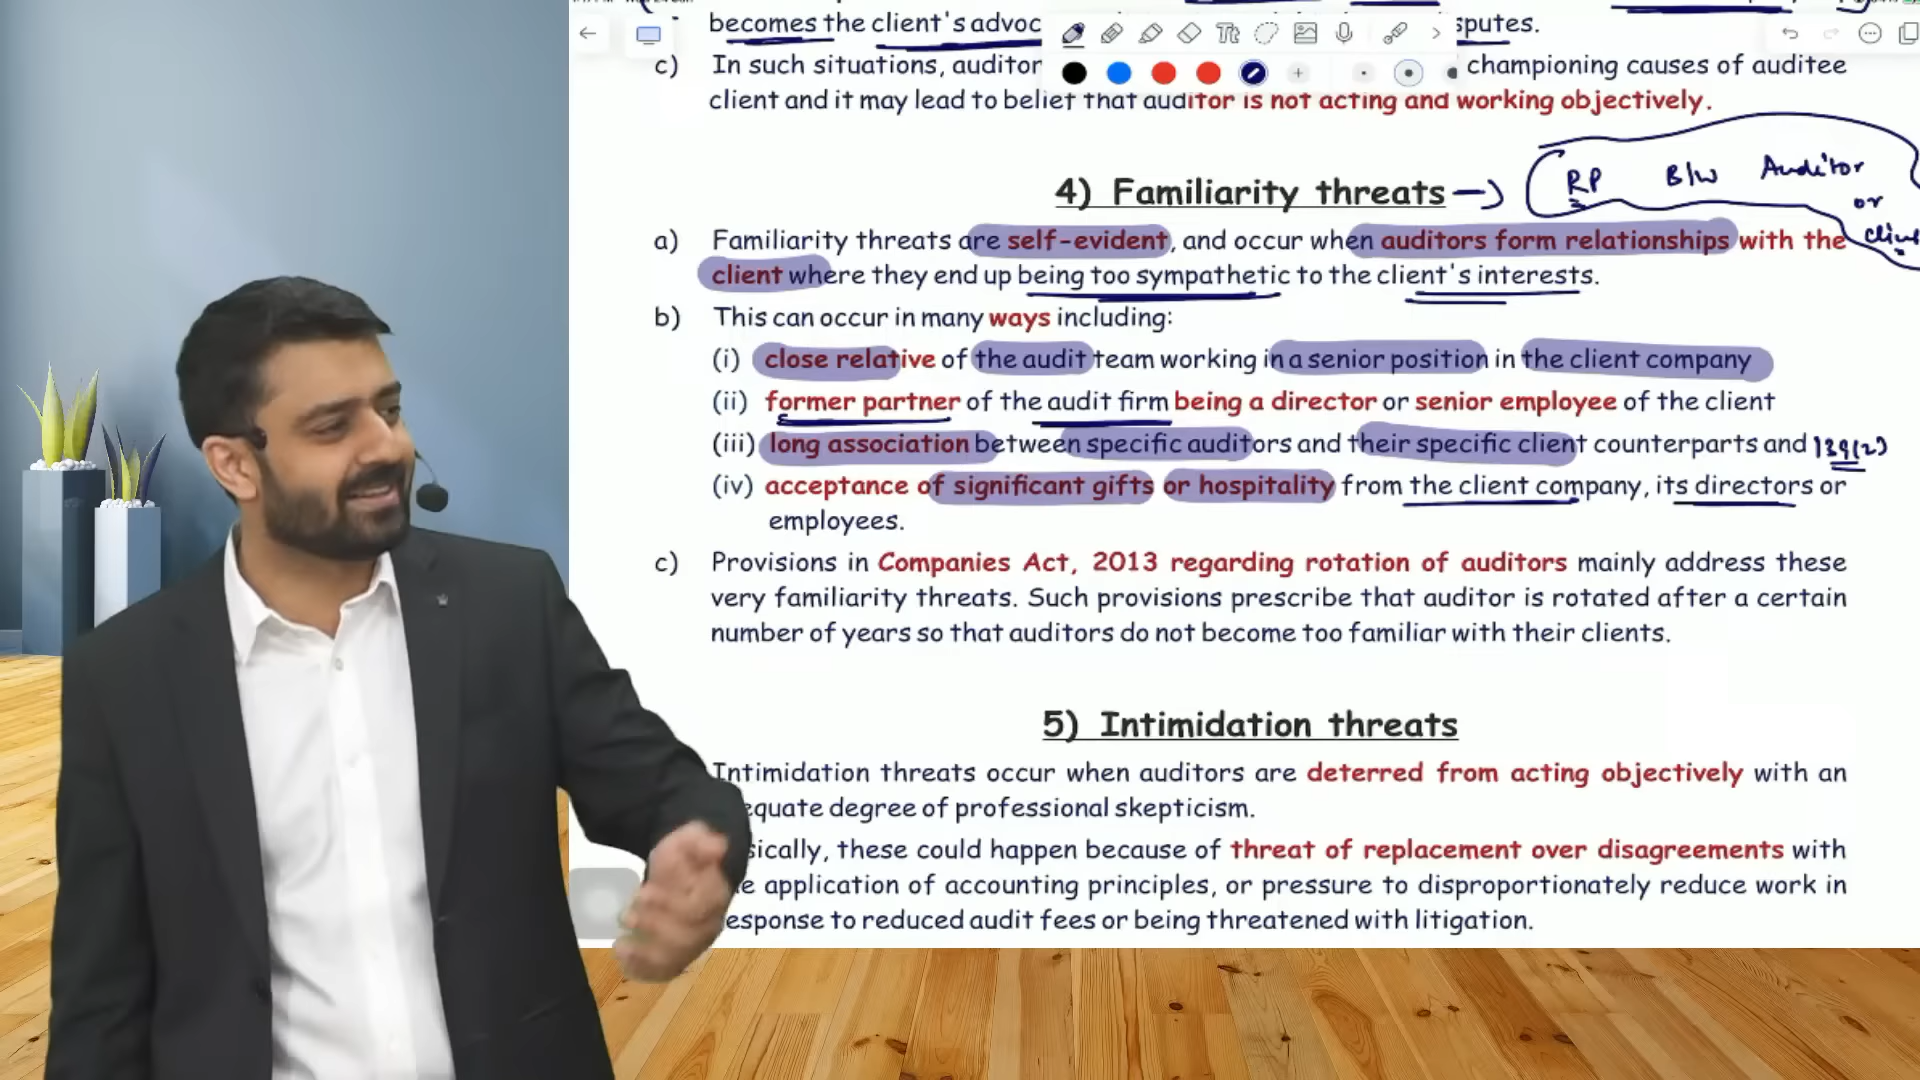 becomes the client's advoc
sputes.
c) In such situations, auditor championing causes of auditee
client and it may lead to belief that auditor is not acting and working objectively.
4) Familiarity threats → RP B/w Auditor
or
a) Familiarity threats are self-evident, and occur when auditors form relationships with the
client where they end up being too sympathetic to the client's interests.
b) This can occur in many ways including:
(i) close relative of the audit team working in a senior position in the client company
(ii) former partner of the audit firm being a director or senior employee of the client
(iii) long association between specific auditors and their specific client counterparts and 139(2)
(iv) acceptance of significant gifts or hospitality from the client company, its directors or
employees.
c) Provisions in Companies Act, 2013 regarding rotation of auditors mainly address these
very familiarity threats. Such provisions prescribe that auditor is rotated after a certain
number of years so that auditors do not become too familiar with their clients.
5) Intimidation threats
Intimidation threats occur when auditors are deterred from acting objectively with an
equate degree of professional skepticism.
sically, these could happen because of threat of replacement over disagreements with
e application of accounting principles, or pressure to disproportionately reduce work in
esponse to reduced audit fees or being threatened with litigation.